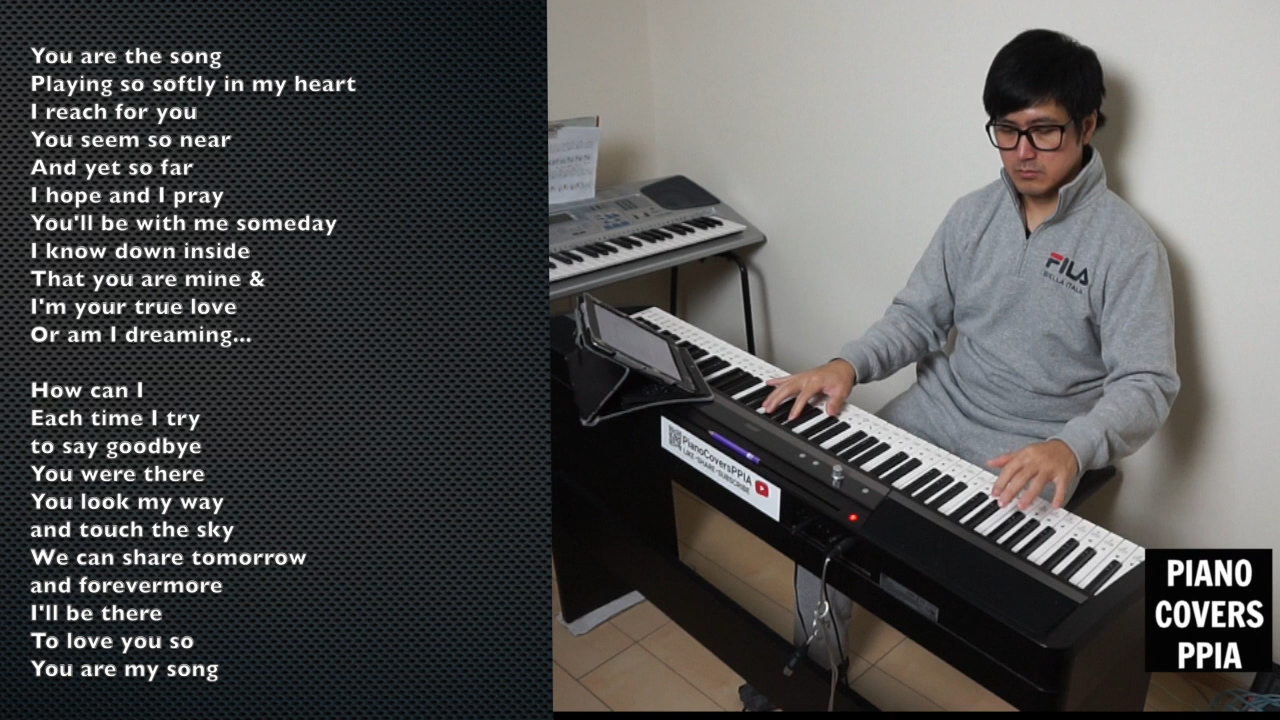 You are the song
Playing so softly in my heart
I reach for you
You seem so near
And yet so far
I hope and I pray
You'll be with me someday
I know down inside
That you are mine &
I'm your true love
Or am I dreaming...
How can I
Each time I try
to say goodbye
You were there
You look my way
and touch the sky
We can share tomorrow
and forevermore
I'll be there
To love you so
You are my song
FILA
PianoCoversPPIA
LIKE-SHARE-SUBSCRIBE
PIANO
COVERS
PPIA